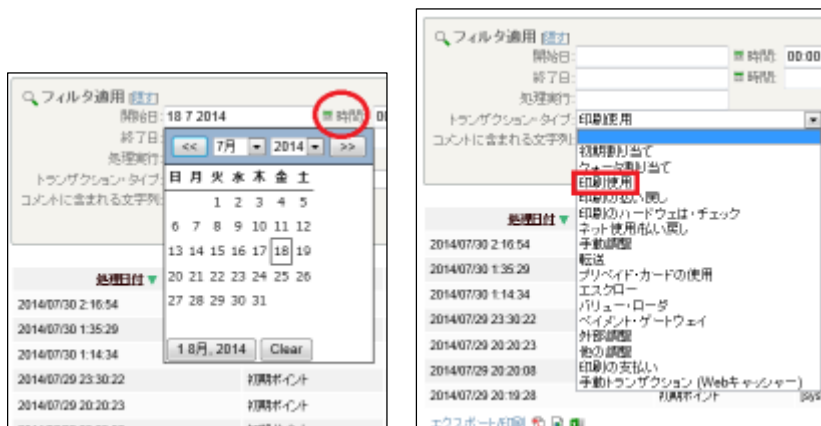 フィルタ適用 [隠す]
開始日: 18 7 2014 時間: 00
終了日:
処理実行:
トランザクション・タイプ:
コメントに含まれる文字列:
<< 7月 2014 >>
日 月 火 水 木 金 土
1 2 3 4 5
6 7 8 9 10 11 12
13 14 15 16 17 18 19
20 21 22 23 24 25 26
27 28 29 30 31
18月, 2014 Clear
処理日付 ▼
2014/07/30 2:16:54
2014/07/30 1:35:29
2014/07/30 1:14:34
2014/07/29 23:30:22 初期ポイント
2014/07/29 20:20:23 初期ポイント
フィルタ適用 [隠す]
開始日: 時間: 00:00
終了日: 時間:
処理実行:
トランザクション・タイプ: 印刷使用
コメントに含まれる文字列:
初期割り当て
クォータ割り当て
印刷使用
印刷の払い戻し
印刷のハードウェは・チェック
ネット使用/払い戻し
手動調整
転送
プリペイド・カードの使用
エスクロー
バリュー・ローダ
ペイメント・ゲートウェイ
外部調整
他の調整
印刷の支払い
手動トランザクション (Webキャッシャー)
処理日付 ▼
2014/07/30 2:16:54
2014/07/30 1:35:29
2014/07/30 1:14:34
2014/07/29 23:30:22
2014/07/29 20:20:23
2014/07/29 20:20:08
2014/07/29 20:19:28 初期ポイント [sys
エクスポート/印刷